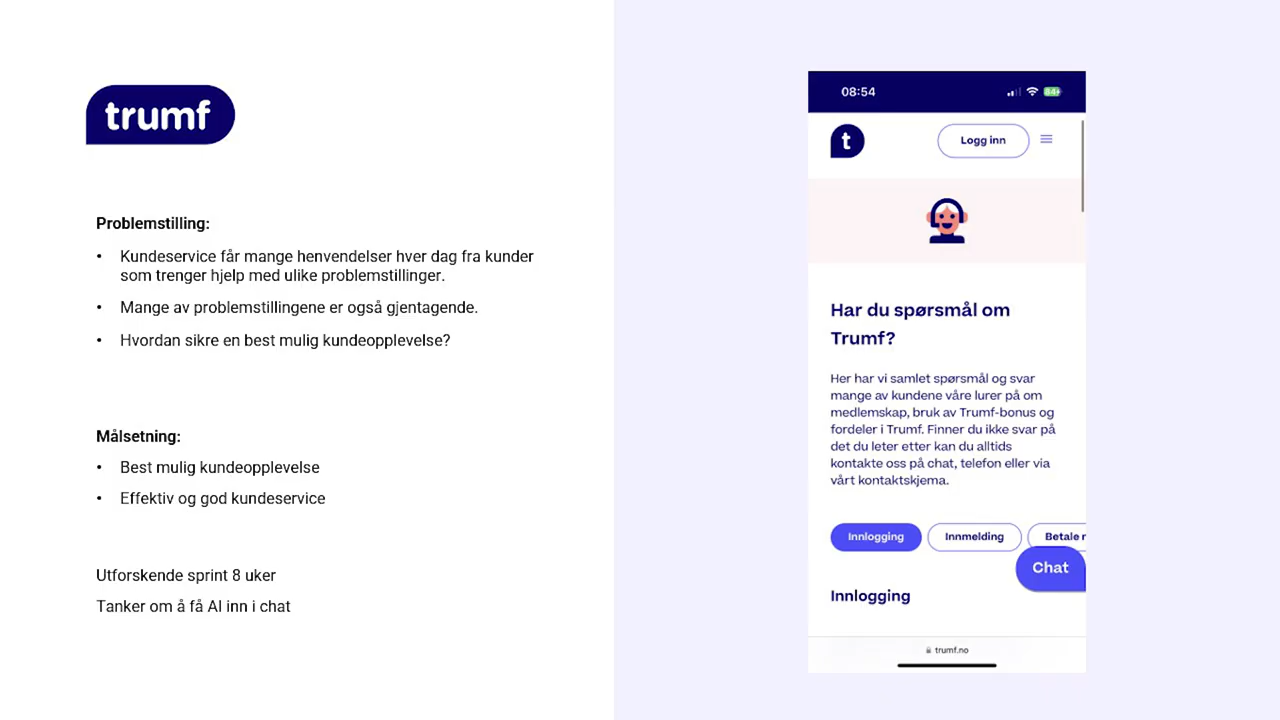 trumf
Problemstilling:
• Kundeservice får mange henvendelser hver dag fra kunder
som trenger hjelp med ulike problemstillinger.
• Mange av problemstillingene er også gjentagende.
• Hvordan sikre en best mulig kundeopplevelse?
Målsetning:
• Best mulig kundeopplevelse
• Effektiv og god kundeservice
Utforskende sprint 8 uker
Tanker om å få AI inn i chat
08:54
84+
t
Logg inn
Har du spørsmål om
Trumf?
Her har vi samlet spørsmål og svar
mange av kundene våre lurer på om
medlemskap, bruk av Trumf-bonus og
fordeler i Trumf. Finner du ikke svar på
det du leter etter kan du alltids
kontakte oss på chat, telefon eller via
vårt kontaktskjema.
Innlogging Innmelding Betale
Chat
Innlogging
trumf.no